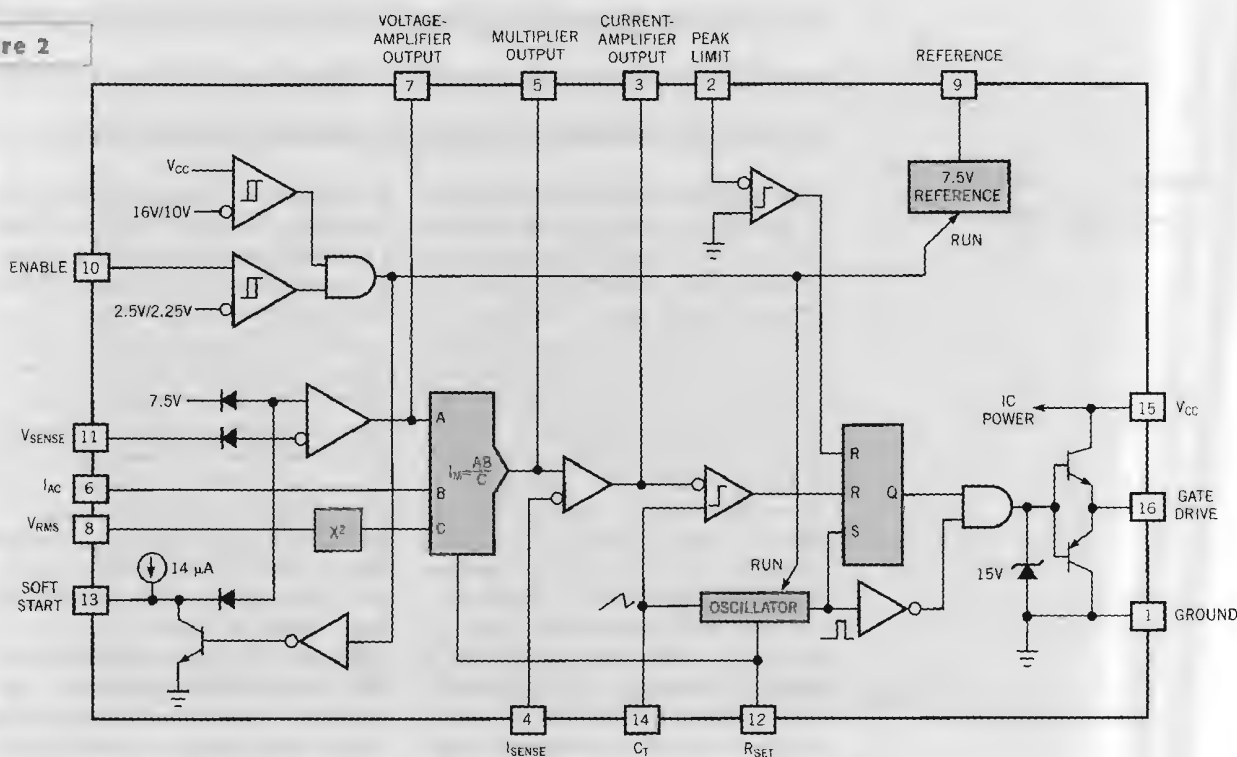 re 2
VOLTAGE-
AMPLIFIER
OUTPUT
7
MULTIPLIER
OUTPUT
5
CURRENT-
AMPLIFIER
OUTPUT
3
PEAK
LIMIT
2
REFERENCE
9
VCC
16V/10V
ENABLE
10
2.5V/2.25V
7.5V
REFERENCE
RUN
7.5V
VSENSE
11
IAC
6
VRMS
8
X²
A
B
C
IM=AB/C
SOFT
START
13
14 µA
R
R
S
Q
RUN
OSCILLATOR
IC
POWER
15
VCC
16
GATE
DRIVE
15V
1
GROUND
4
ISENSE
14
CT
12
RSET